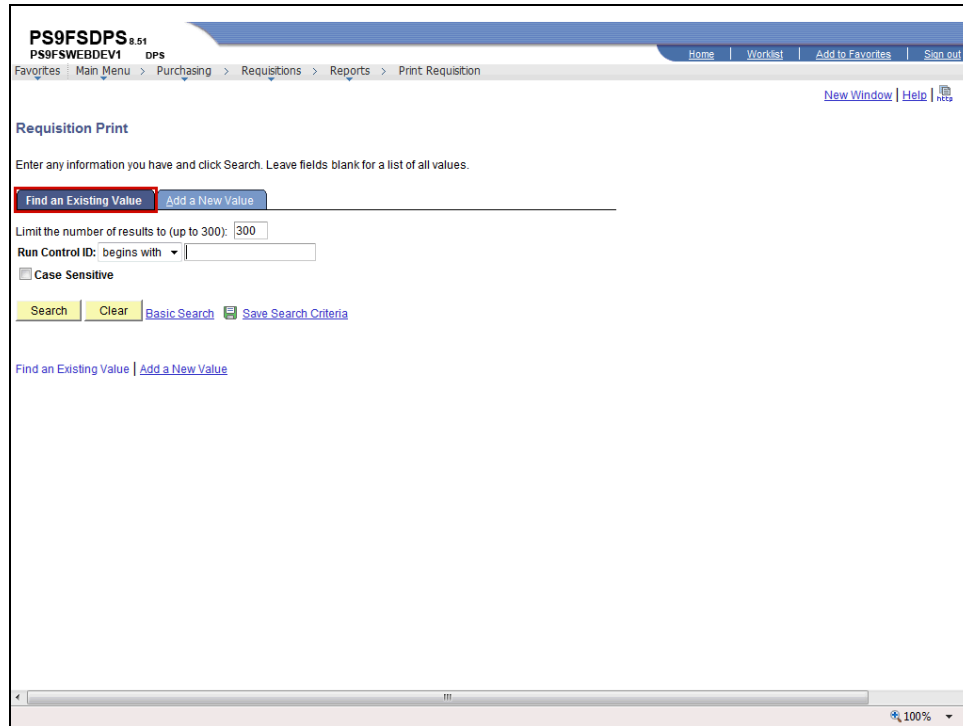 PS9FSDPS 8.51
PS9FSWEBDEV1 DPS
Home | Worklist | Add to Favorites | Sign out
Favorites Main Menu > Purchasing > Requisitions > Reports > Print Requisition
New Window | Help | http
Requisition Print
Enter any information you have and click Search. Leave fields blank for a list of all values.
Find an Existing Value Add a New Value
Limit the number of results to (up to 300): 300
Run Control ID: begins with
Case Sensitive
Search Clear Basic Search Save Search Criteria
Find an Existing Value | Add a New Value
100%